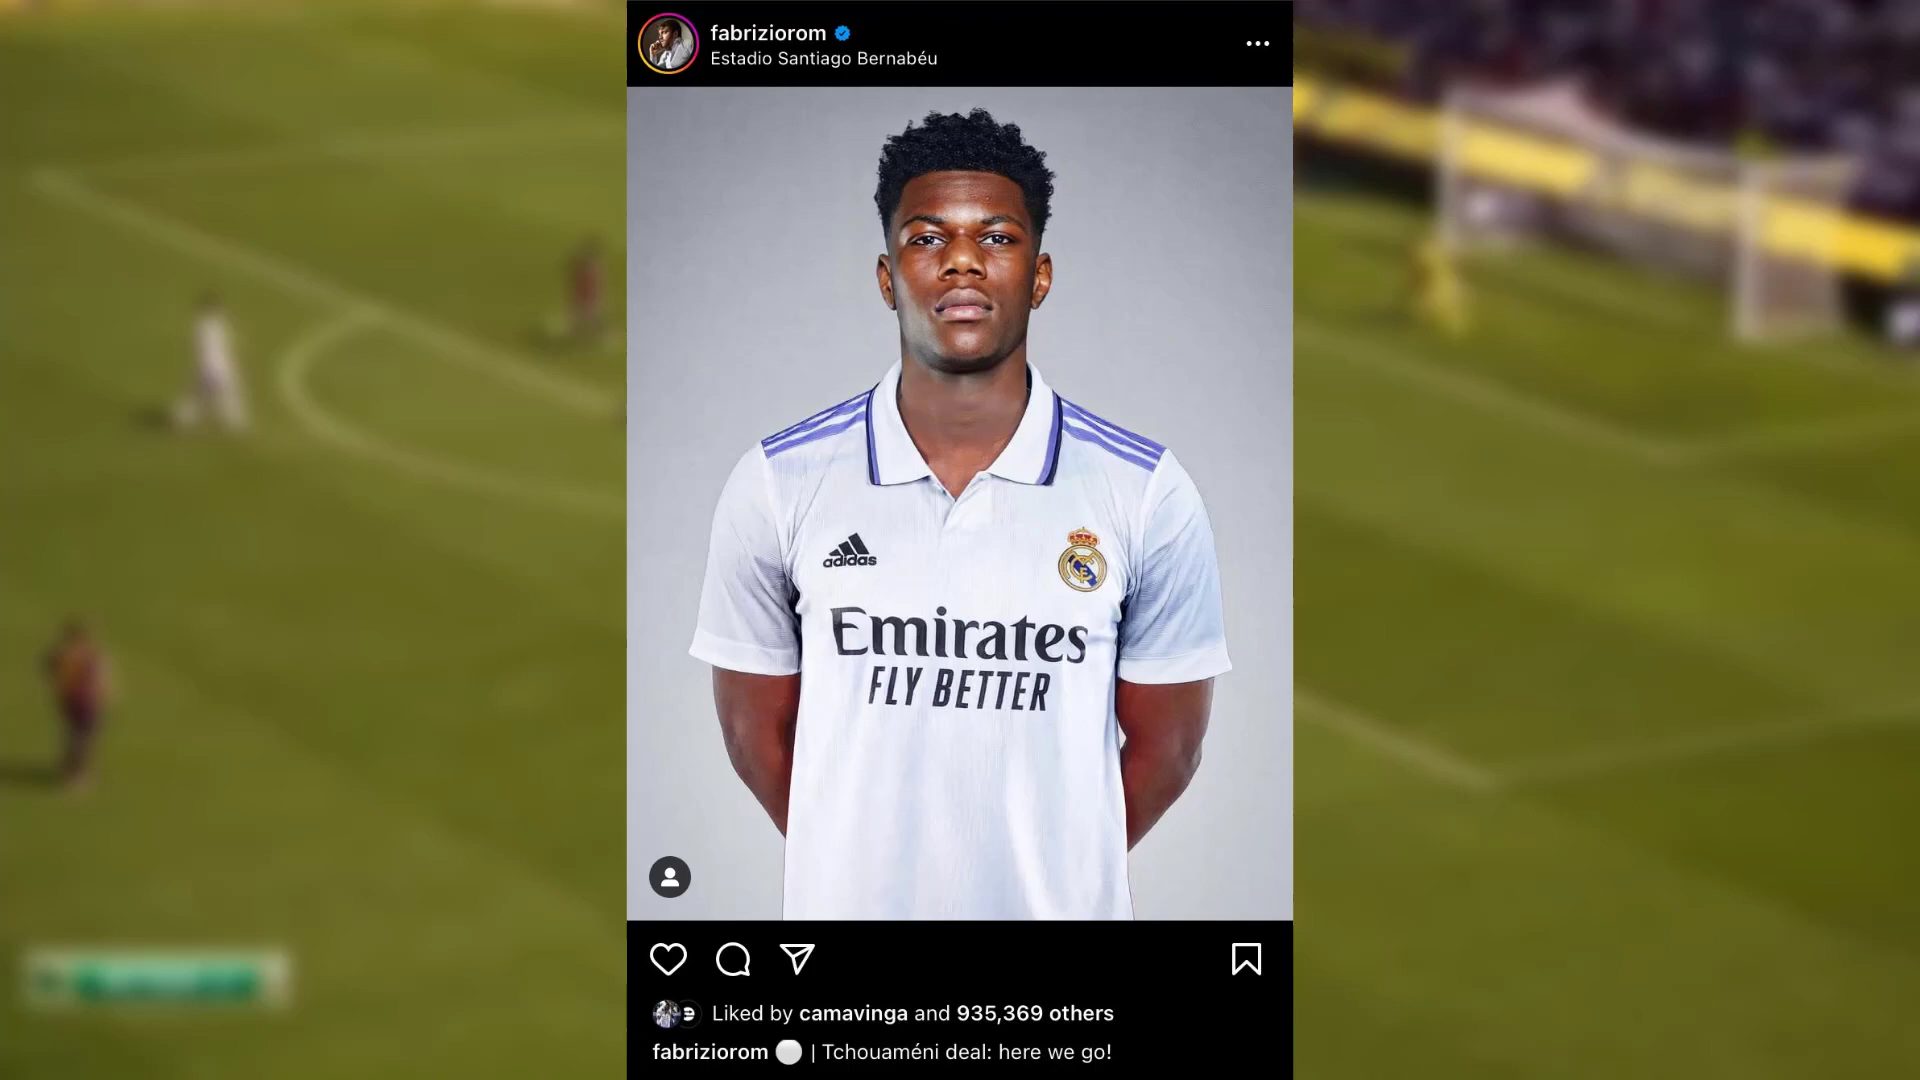 fabriziorom
Estadio Santiago Bernabéu
adidas
Emirates
FLY BETTER
Liked by camavinga and 935,369 others
fabriziorom ⚪ | Tchouaméni deal: here we go!